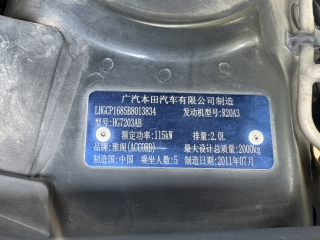 广汽本田汽车有限公司制造
LHGCP1685B8013834 发动机型号: R20A3
型号: HG7203AB
额定功率: 115kW 排量: 2.0L
品牌: 雅阁(ACCORD) 最大设计总质量: 2000kg
制造国: 中国 乘坐人数: 5 制造日期: 2011年07月